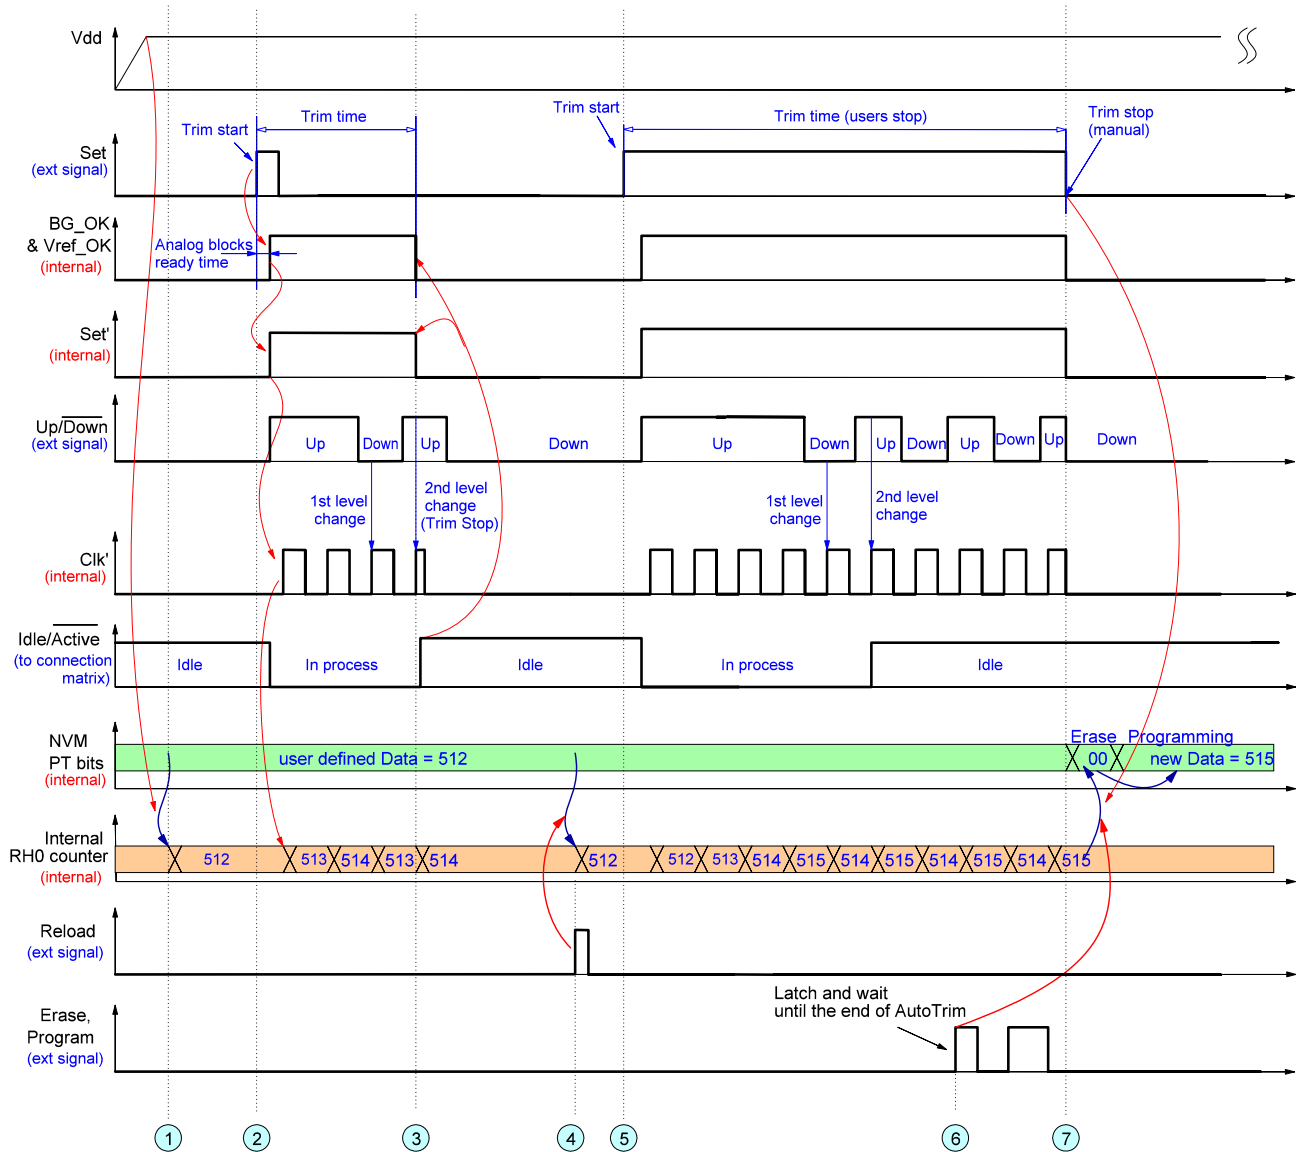 Vdd
Trim start
Trim time
Trim start
Trim time (users stop)
Trim stop
(manual)
Set
(ext signal)
BG_OK
& Vref_OK
(internal)
Analog blocks
ready time
Set'
(internal)
Up/Down
(ext signal)
Up
Down
Up
Down
Up
Down
Up
Down
Up
Down
Up
Down
1st level
change
2nd level
change
(Trim Stop)
1st level
change
2nd level
change
Clk'
(internal)
Idle/Active
(to connection
matrix)
Idle
In process
Idle
In process
Idle
NVM
PT bits
(internal)
user defined Data = 512
Erase
Programming
00
new Data = 515
Internal
RH0 counter
(internal)
512
513
514
513
514
512
512
513
514
515
514
515
514
515
514
515
Reload
(ext signal)
Erase,
Program
(ext signal)
Latch and wait
until the end of AutoTrim
1
2
3
4
5
6
7